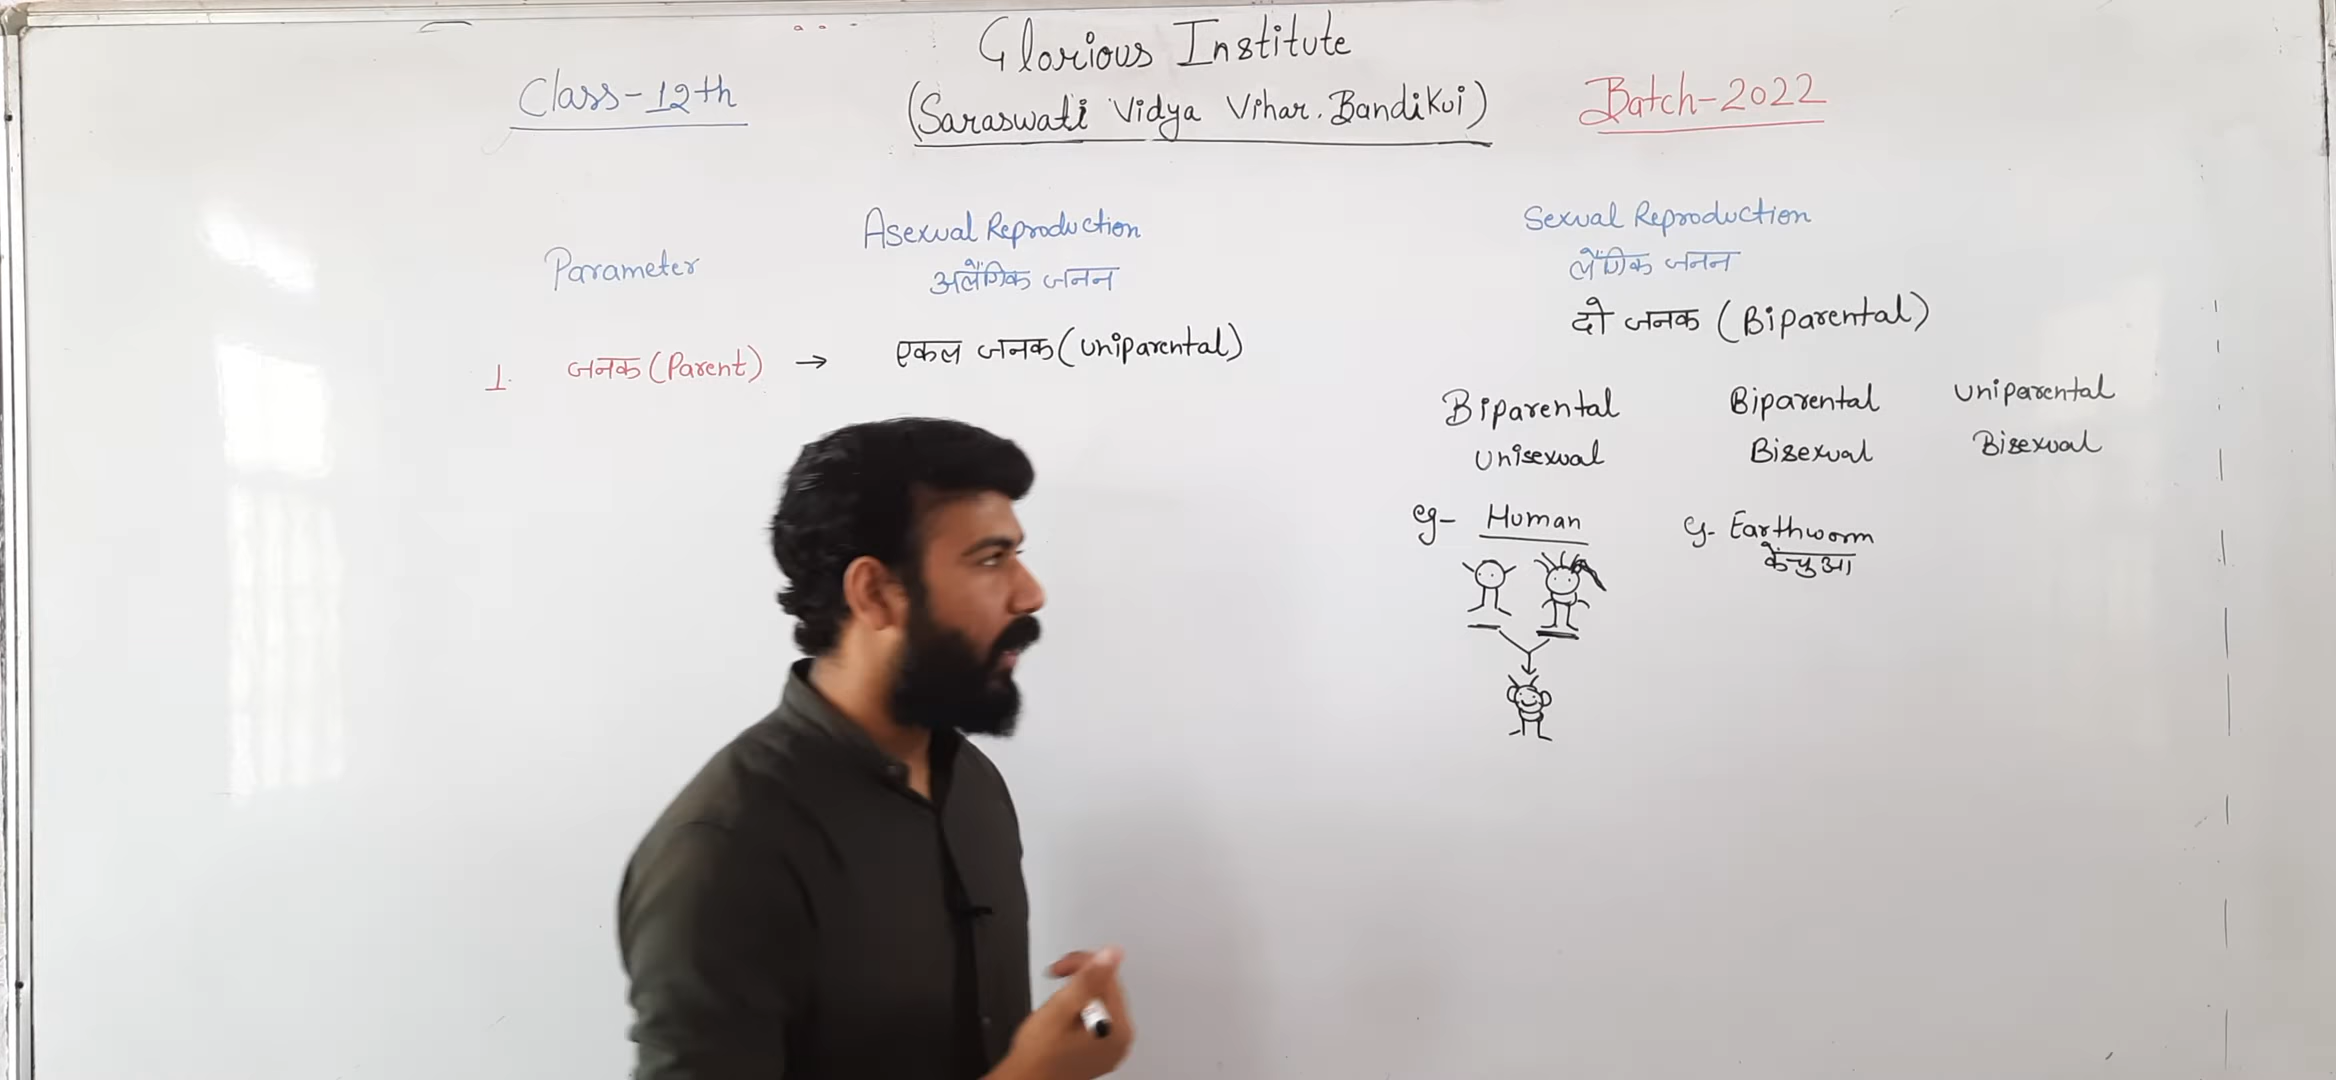 Glorious Institute
Class-12th
(Saraswati Vidya Vihar. Bandikui)
Batch-2022
Parameter
Asexual Reproduction
अलैंगिक जनन
Sexual Reproduction
लैंगिक जनन
1. जनक (Parent) → एकल जनक (Uniparental)
दो जनक (Biparental)
Biparental Biparental Uniparental
Unisexual Bisexual Bisexual
eg- Human
eg- Earthworm
केंचुआ